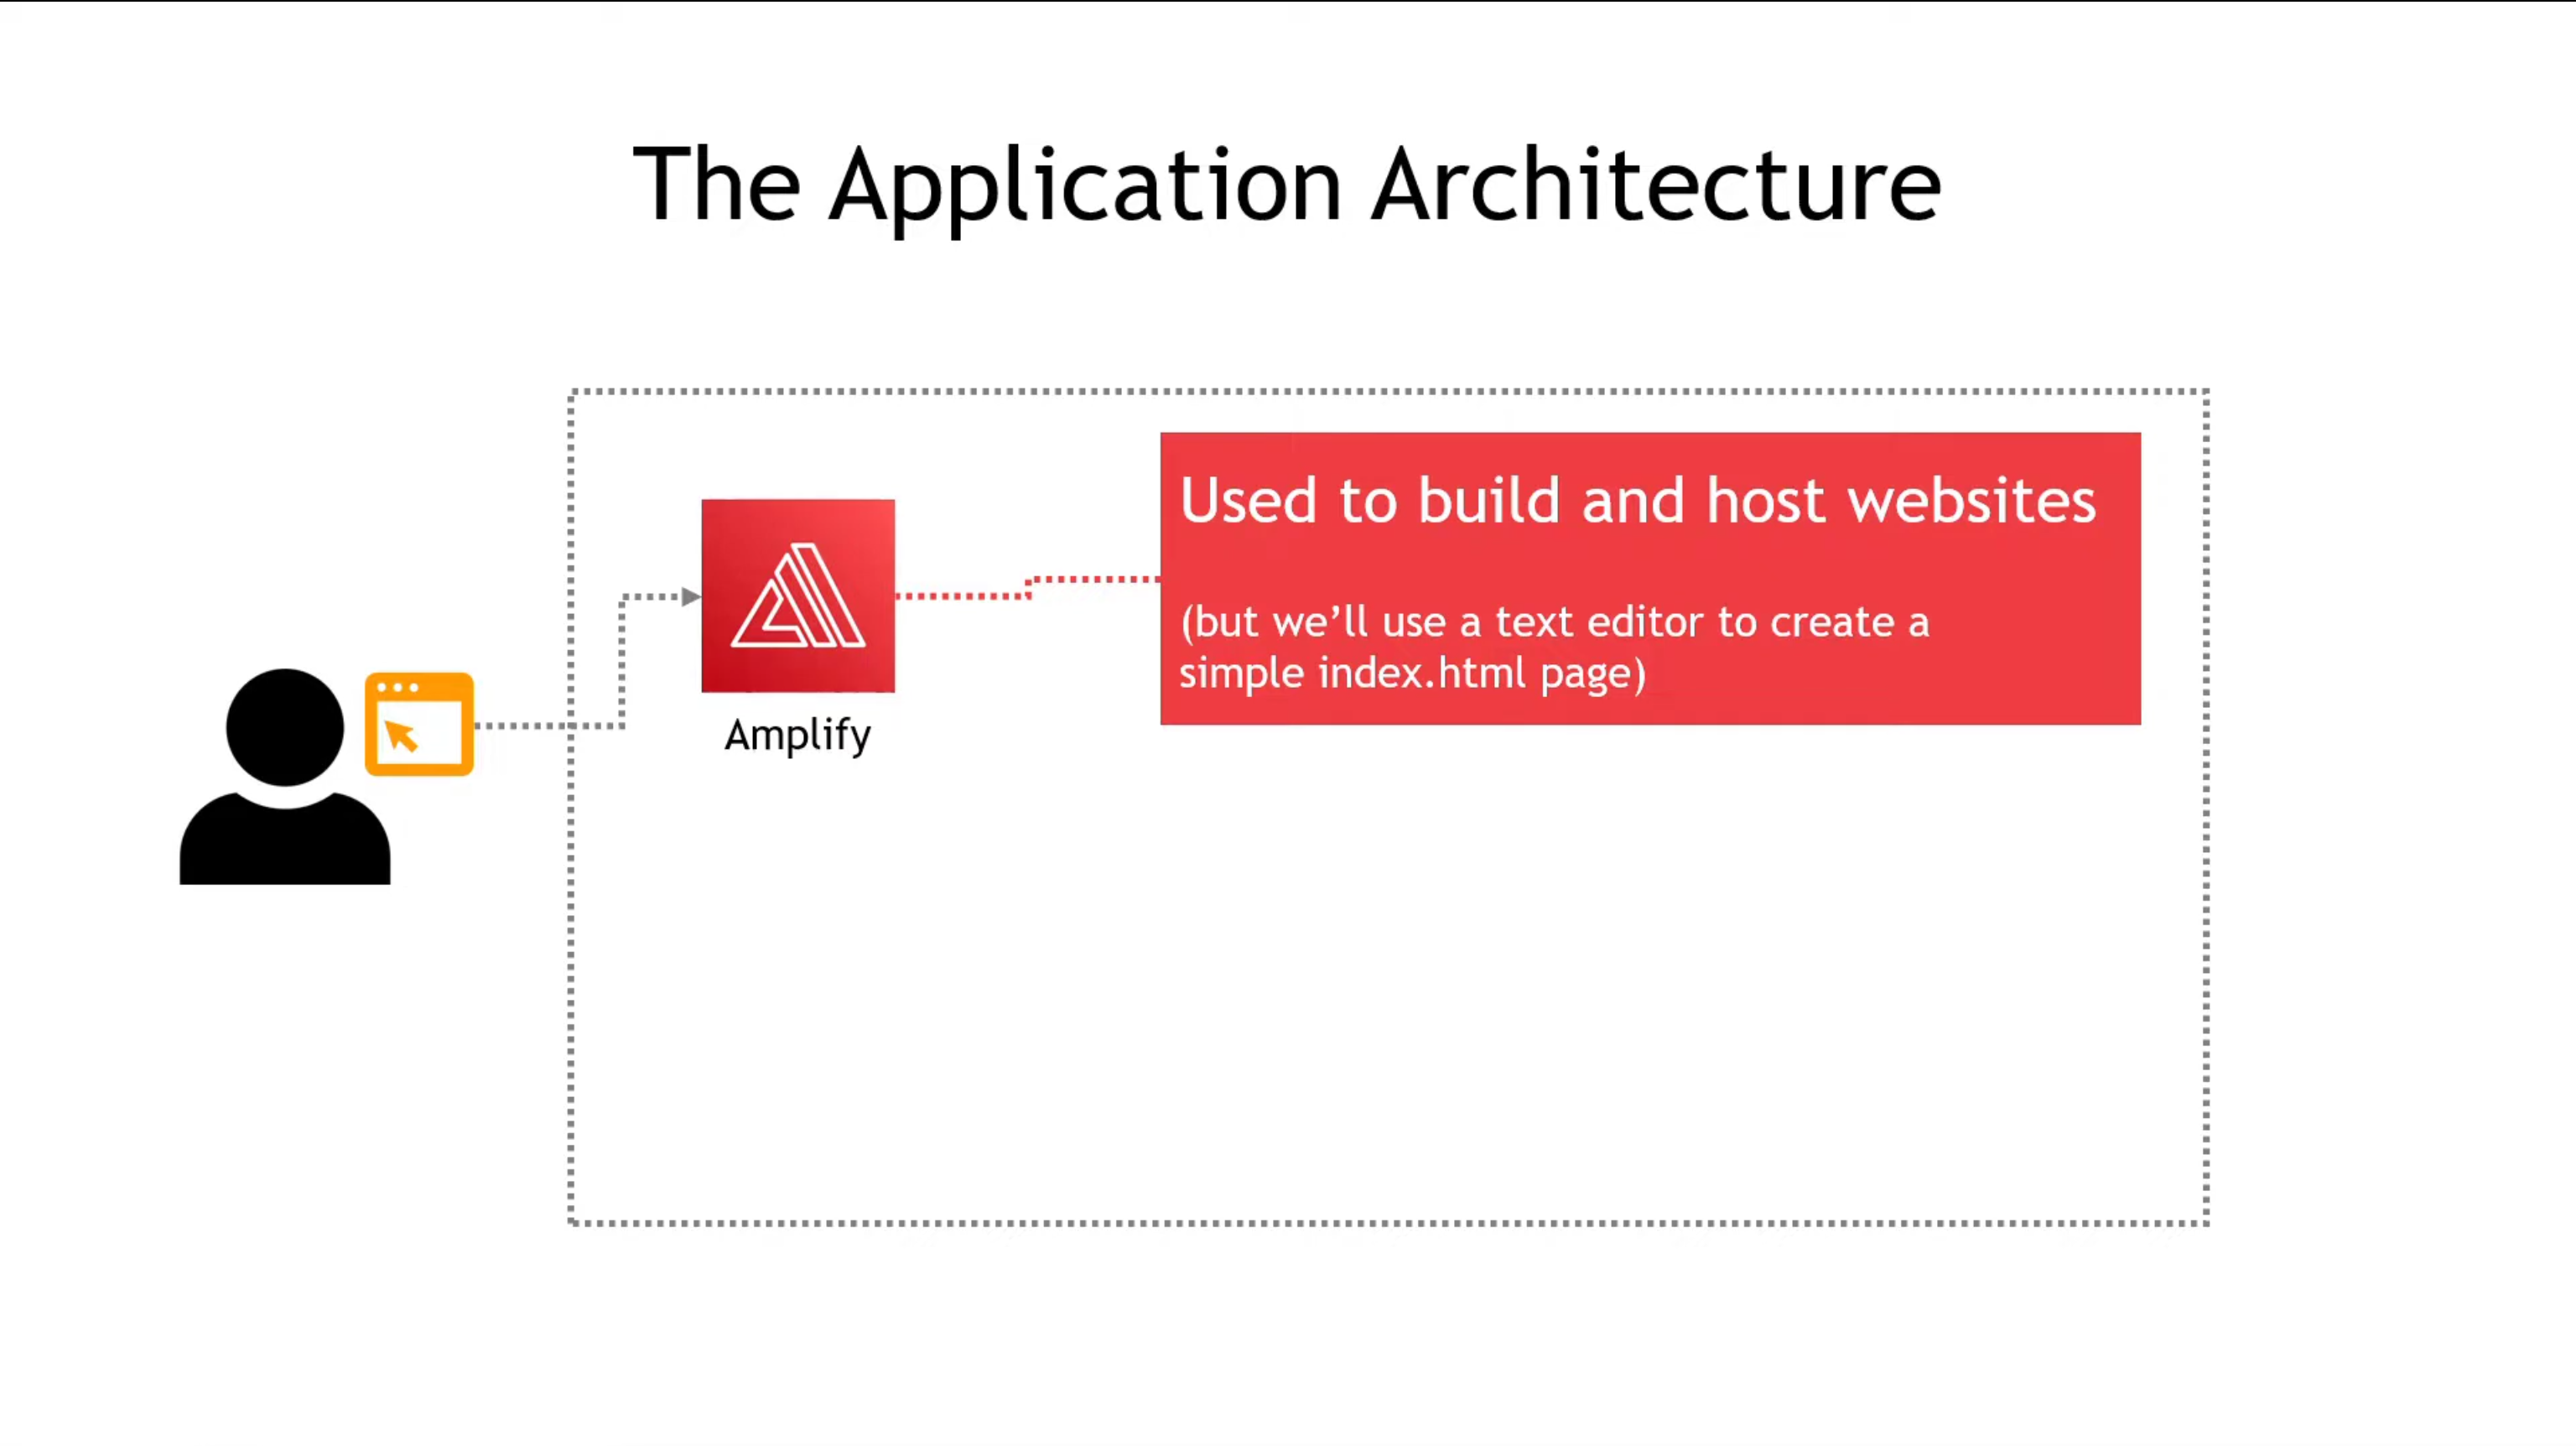 The Application Architecture
Used to build and host websites
(but we’ll use a text editor to create a
simple index.html page)
Amplify